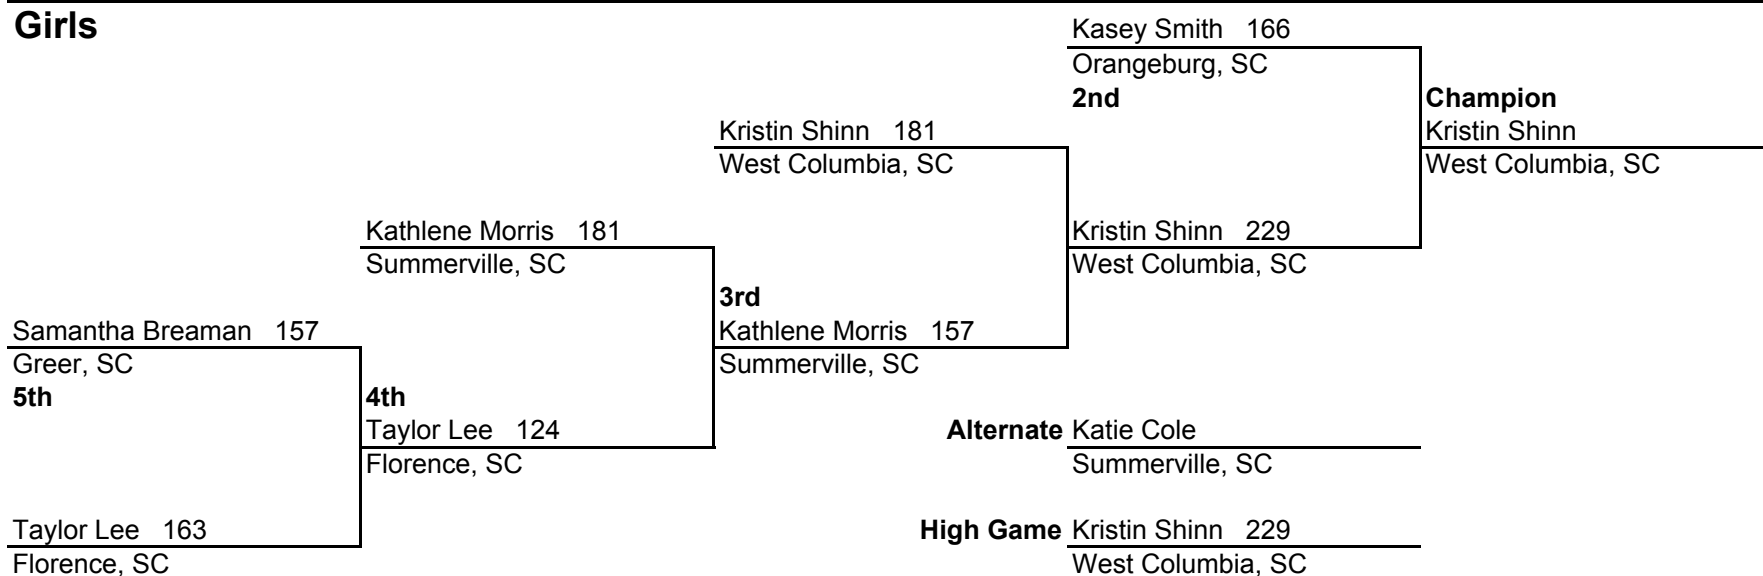 Girls
Kasey Smith 166
Orangeburg, SC
2nd
Champion
Kristin Shinn 181
Kristin Shinn
West Columbia, SC
West Columbia, SC
Kathlene Morris 181
Kristin Shinn 229
Summerville, SC
West Columbia, SC
3rd
Samantha Breaman 157
Kathlene Morris 157
Greer, SC
Summerville, SC
5th
4th
Taylor Lee 124
Alternate Katie Cole
Florence, SC
Summerville, SC
Taylor Lee 163
High Game Kristin Shinn 229
Florence, SC
West Columbia, SC